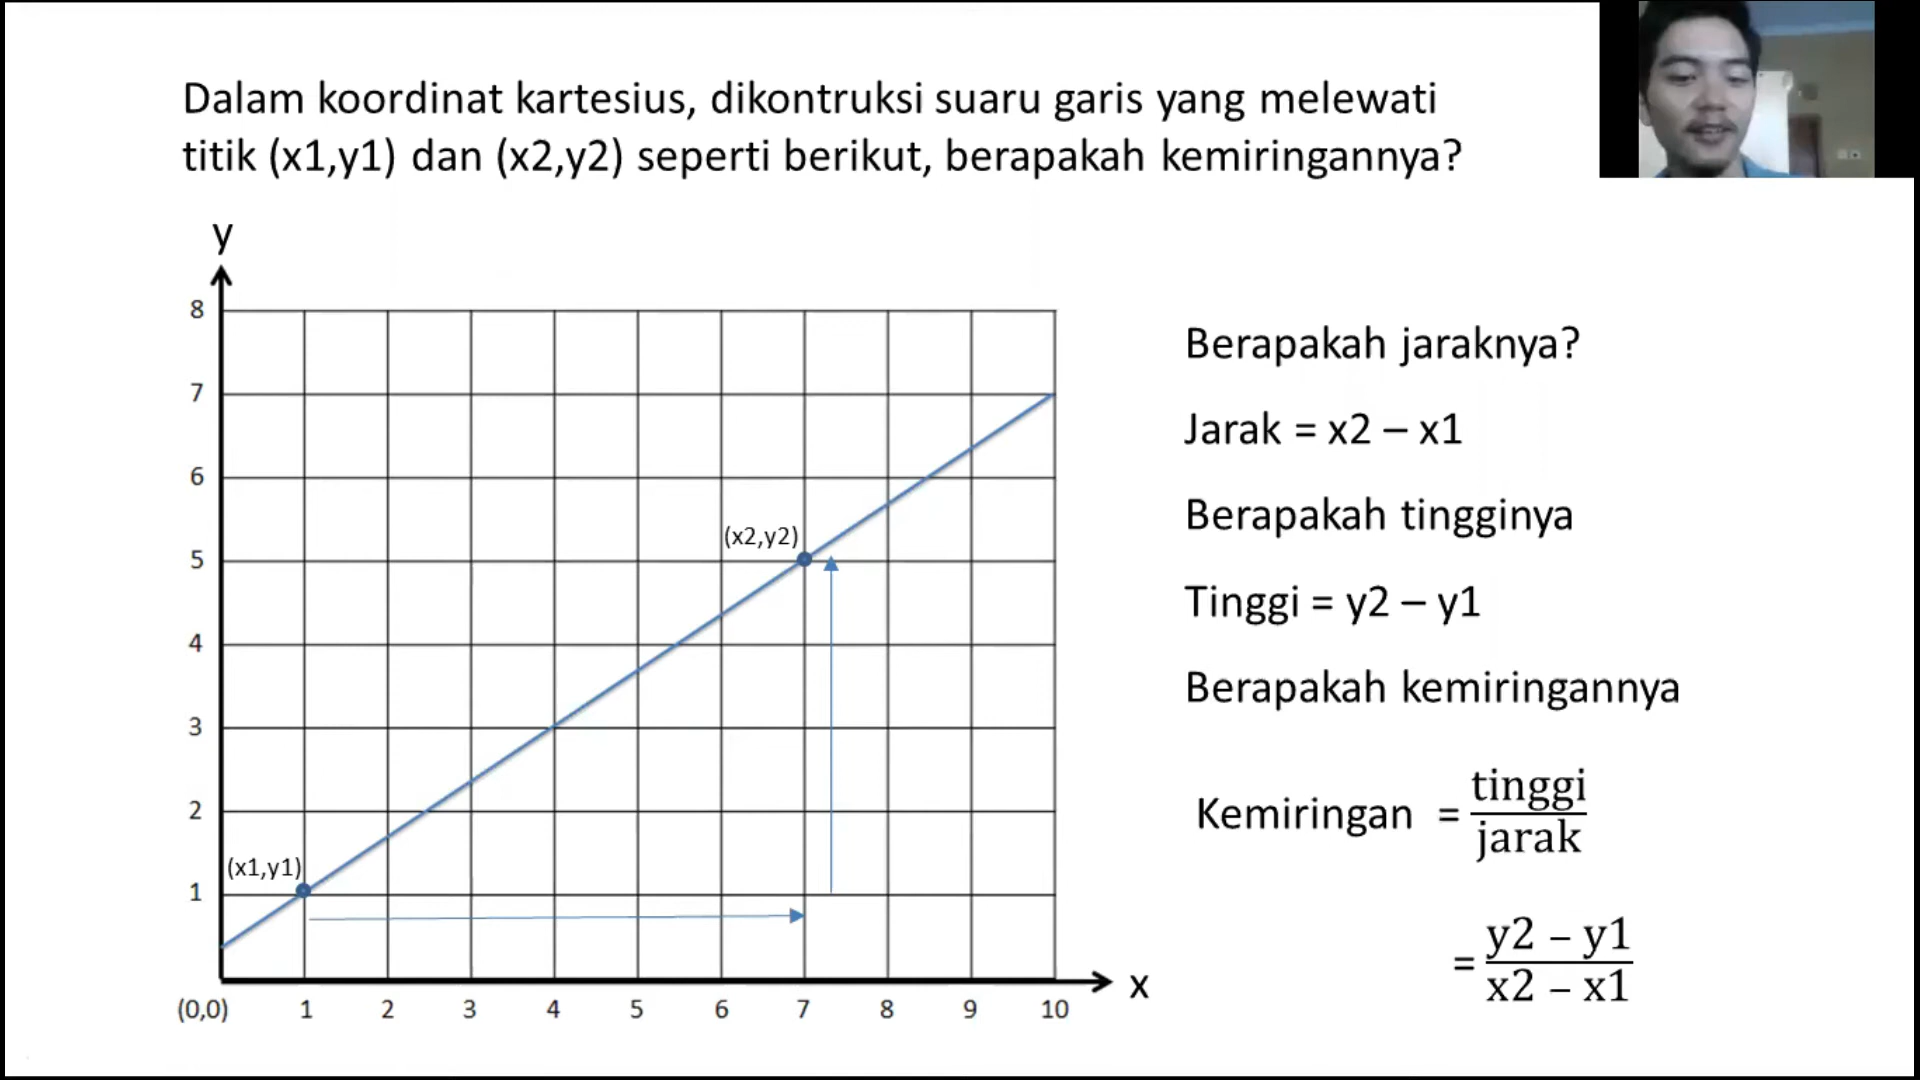 Dalam koordinat kartesius, dikontruksi suaru garis yang melewati
titik (x1,y1) dan (x2,y2) seperti berikut, berapakah kemiringannya?
y
8
7
6
5
4
3
2
1
(x2,y2)
(x1,y1)
(0,0) 1 2 3 4 5 6 7 8 9 10
x
Berapakah jaraknya?
Jarak = x2 – x1
Berapakah tingginya
Tinggi = y2 – y1
Berapakah kemiringannya
Kemiringan = tinggi
jarak
= y2 – y1
x2 – x1